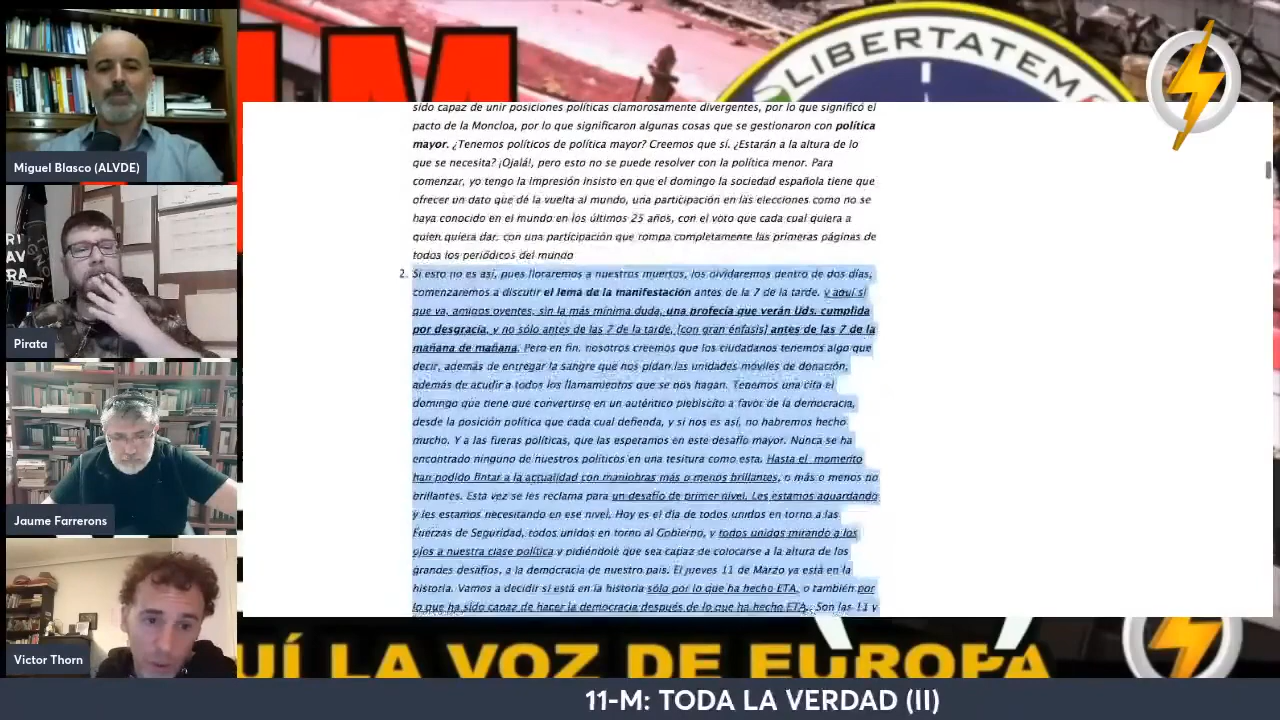 M
LIBERTATEM
sido capaz de unir posiciones políticas clamorosamente divergentes, por lo que significó el
pacto de la Moncloa, por lo que significaron algunas cosas que se gestionaron con política
mayor. ¿Tenemos políticos de política mayor? Creemos que sí. ¿Estarán a la altura de lo
que se necesita? ¡Ojalá!, pero esto no se puede resolver con la política menor. Para
comenzar, yo tengo la impresión insisto en que el domingo la sociedad española tiene que
ofrecer un dato que dé la vuelta al mundo, una participación en las elecciones como no se
haya conocido en el mundo en los últimos 25 años, con el voto que cada cual quiera a
quien quiera dar, con una participación que rompa completamente las primeras páginas de
todos los periódicos del mundo
2. Si esto no es así, pues lloraremos a nuestros muertos, los olvidaremos dentro de dos días,
comenzaremos a discutir el lema de la manifestación antes de la 7 de la tarde, y aquí sí
que va, amigos oyentes, sin la más mínima duda, una profecía que verán Uds. cumplida
por desgracia, y no sólo antes de las 7 de la tarde, [con gran énfasis] antes de las 7 de la
mañana de mañana. Pero en fin, nosotros creemos que los ciudadanos tenemos algo que
decir, además de entregar la sangre que nos pidan las unidades móviles de donación,
además de acudir a todos los llamamientos que se nos hagan. Tenemos una cita el
domingo que tiene que convertirse en un auténtico plebiscito a favor de la democracia,
desde la posición política que cada cual defienda, y si nos es así, no habremos hecho
mucho. Y a las fueras políticas, que las esperamos en este desafío mayor. Nunca se ha
encontrado ninguno de nuestros políticos en una tesitura como esta. Hasta el momento
han podido fintar a la actualidad con maniobras más o menos brillantes, o más o menos no
brillantes. Esta vez se les reclama para un desafío de primer nivel. Les estamos aguardando
y les estamos necesitando en ese nivel. Hoy es el día de todos unidos en torno a las
Fuerzas de Seguridad, todos unidos en torno al Gobierno, y todos unidos mirando a los
ojos a nuestra clase política y pidiéndole que sea capaz de colocarse a la altura de los
grandes desafíos, a la democracia de nuestro país. El jueves 11 de Marzo ya está en la
historia. Vamos a decidir si está en la historia sólo por lo que ha hecho ETA, o también por
lo que ha sido capaz de hacer la democracia después de lo que ha hecho ETA. Son las 11 y
Miguel Blasco (ALVDE)
Pirata
Jaume Farrerons
Victor Thorn
UÍ LA VOZ DE EUROPA
11-M: TODA LA VERDAD (II)